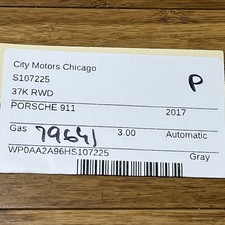 City Motors Chicago
S107225
37K RWD
P
PORSCHE 911 2017
Gas 79641 3.00 Automatic
WP0AA2A96HS107225
Gray